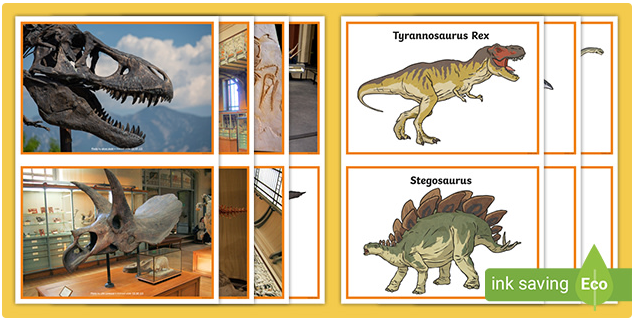 Tyrannosaurus Rex
Stegosaurus
ink saving
Eco